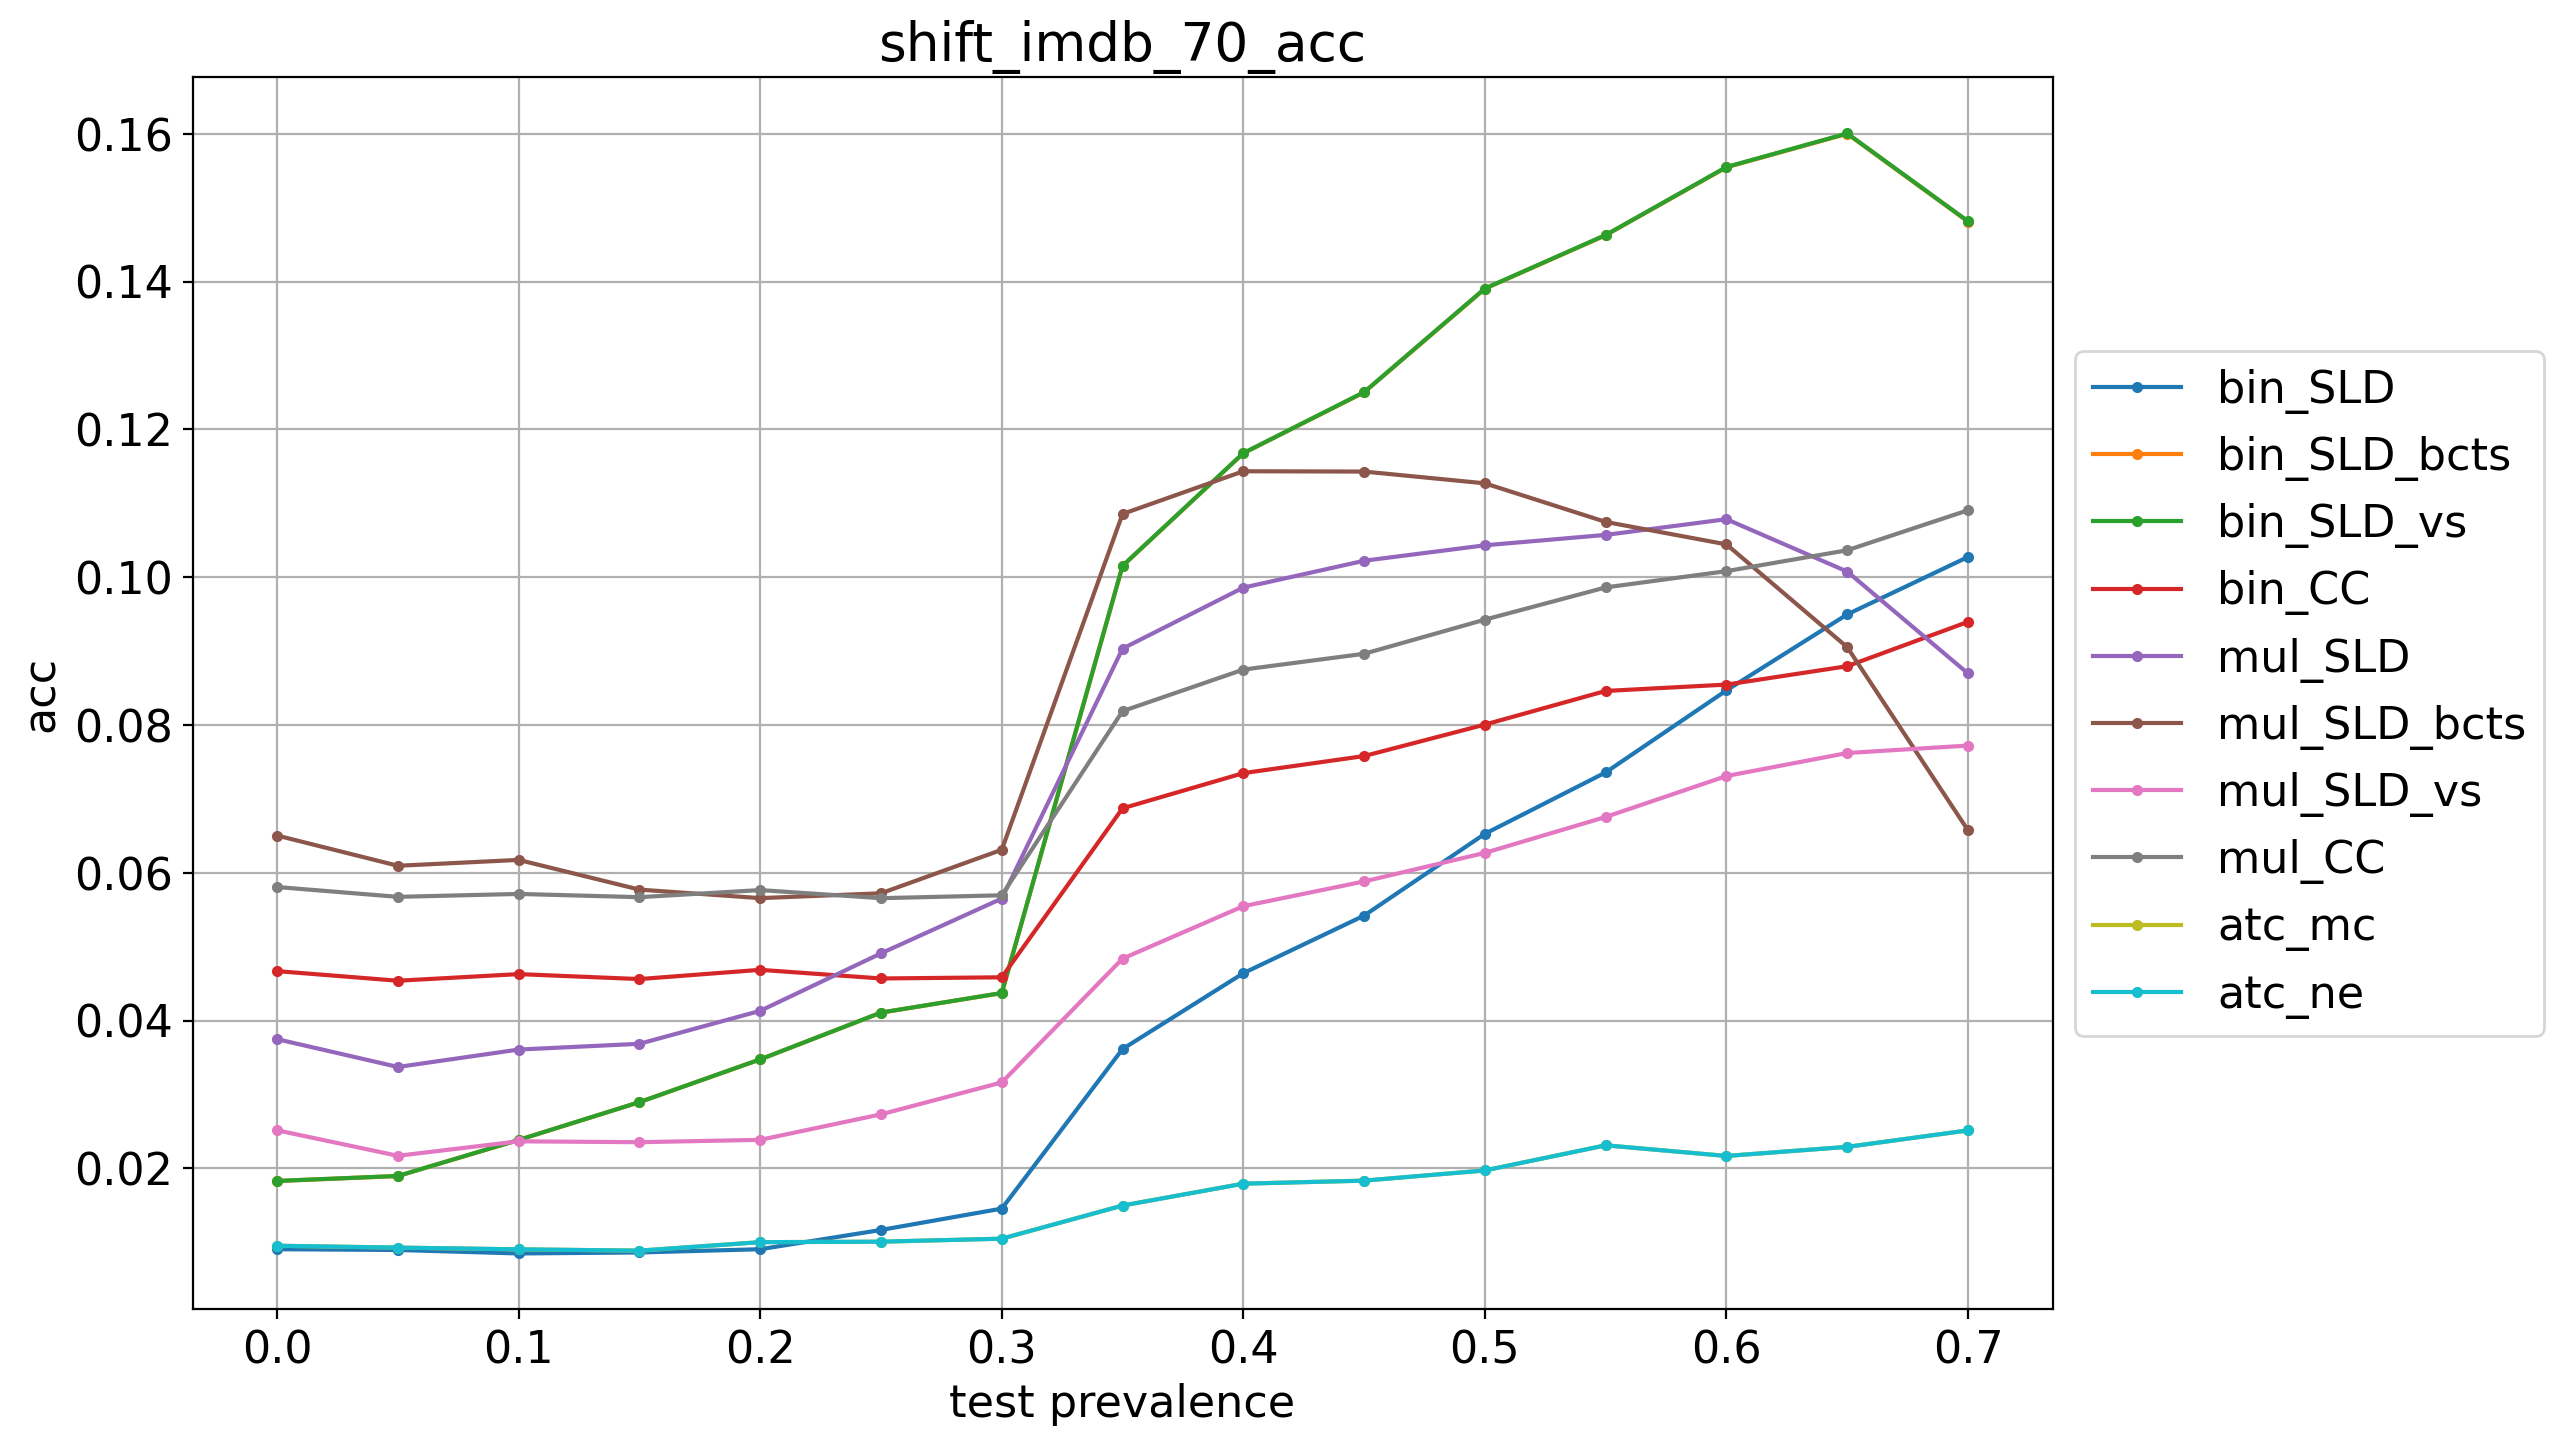 shift_imdb_70_acc
0.16
0.14
0.12
0.10
0.08
0.06
0.04
0.02
acc
0.0 0.1 0.2 0.3 0.4 0.5 0.6 0.7
test prevalence
bin_SLD
bin_SLD_bcts
bin_SLD_vs
bin_CC
mul_SLD
mul_SLD_bcts
mul_SLD_vs
mul_CC
atc_mc
atc_ne